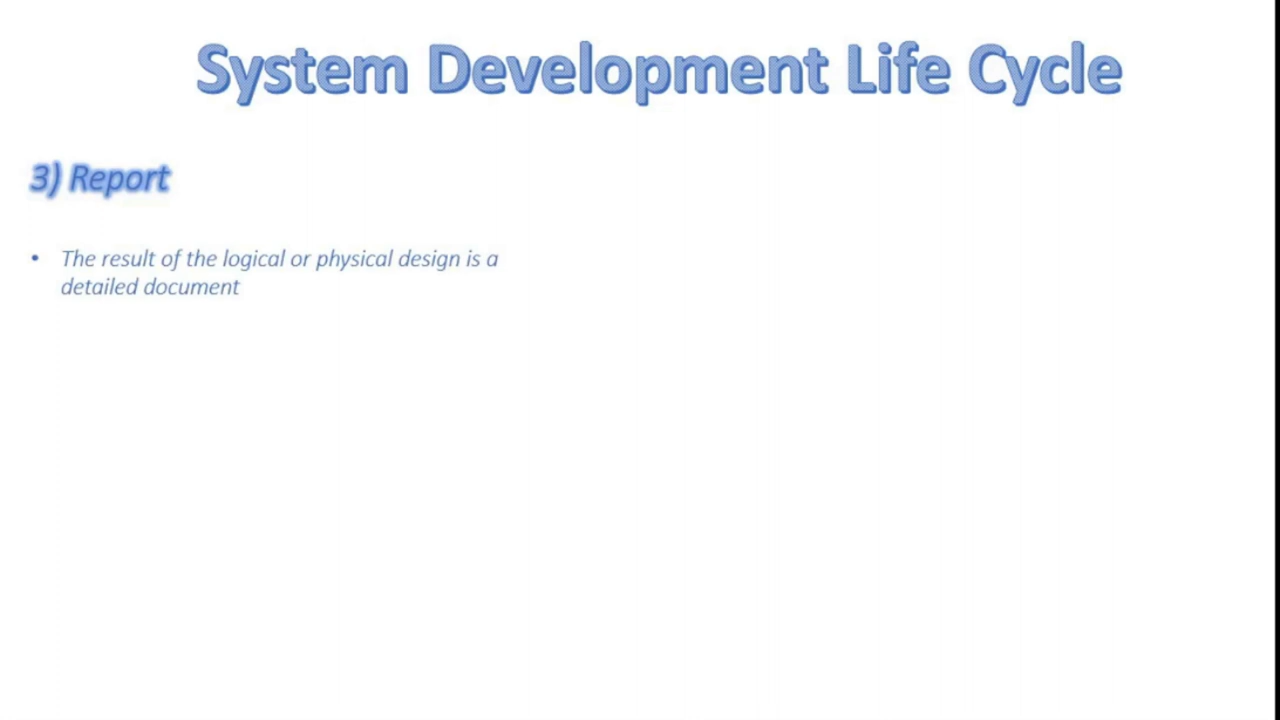 System Development Life Cycle
3) Report
• The result of the logical or physical design is a
detailed document